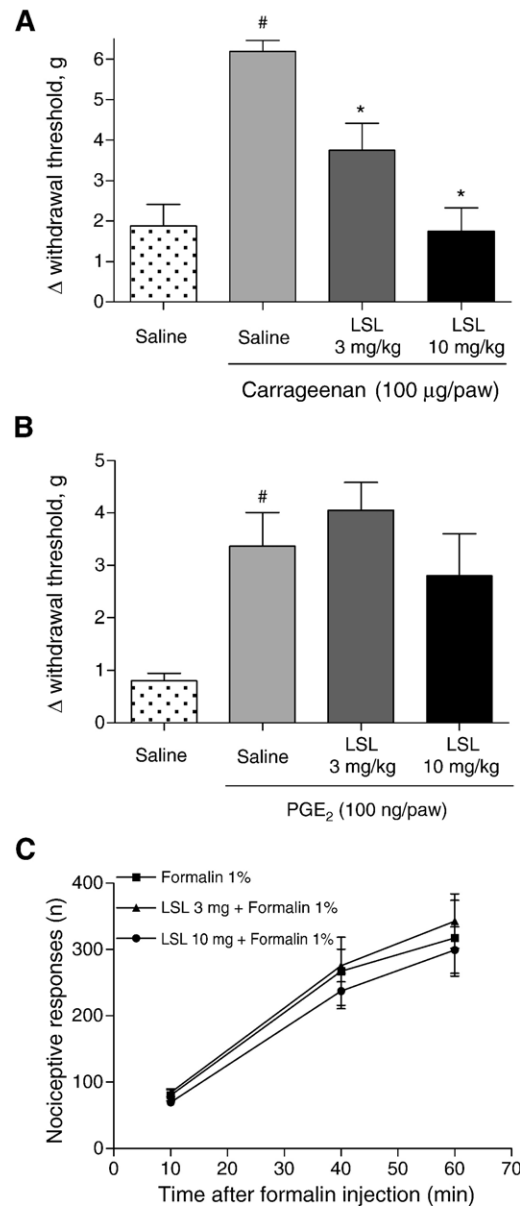 A
Δ withdrawal threshold, g
6
5
4
3
2
1
0
#
*
*
Saline
Saline
LSL
3 mg/kg
LSL
10 mg/kg
Carrageenan (100 μg/paw)
B
Δ withdrawal threshold, g
5
4
3
2
1
0
#
Saline
Saline
LSL
3 mg/kg
LSL
10 mg/kg
PGE₂ (100 ng/paw)
C
Nociceptive responses (n)
400
300
200
100
0
Formalin 1%
LSL 3 mg + Formalin 1%
LSL 10 mg + Formalin 1%
0 10 20 30 40 50 60 70
Time after formalin injection (min)